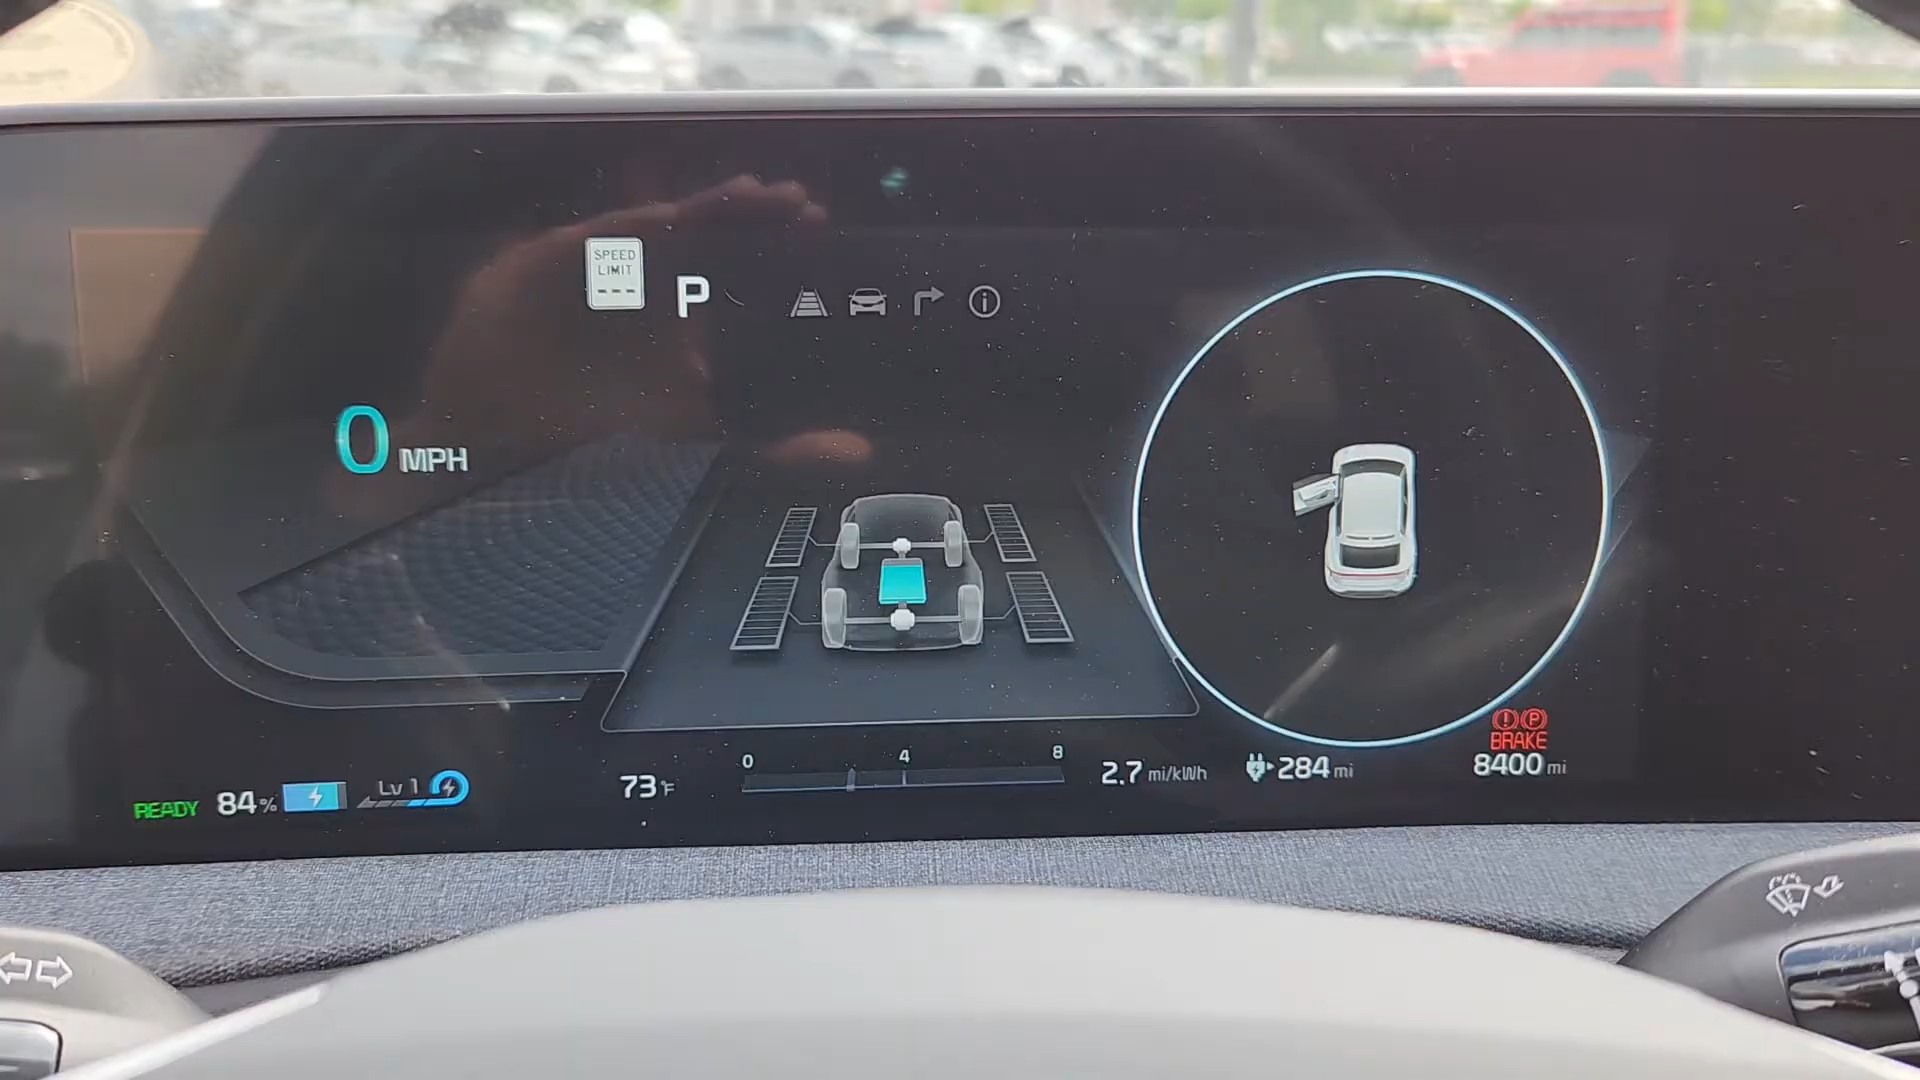 SPEED
LIMIT
---
P
0 MPH
READY 84% Lv 1
73°F
0 4 8
2.7 mi/kWh
284 mi
BRAKE
8400 mi